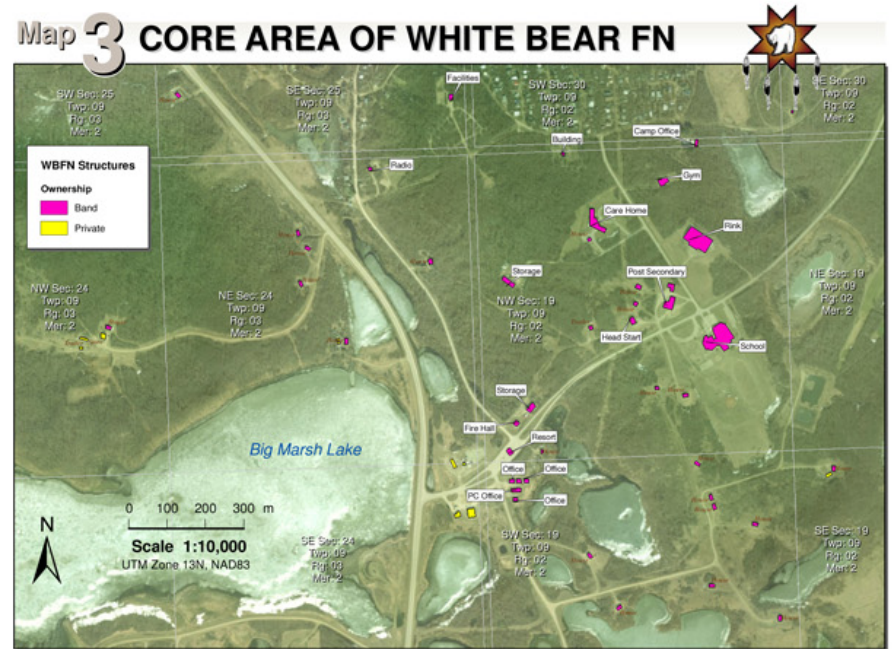 Map 3 CORE AREA OF WHITE BEAR FN
SW Sec: 25
Twp: 09
Rg: 03
Mer: 2
SE Sec: 25
Twp: 09
Rg: 03
Mer: 2
Facilities
SW Sec: 30
Twp: 09
Rg: 02
Mer: 2
SE Sec: 30
Twp: 09
Rg: 02
Mer: 2
Camp Office
Building
WBFN Structures
Ownership
Band
Private
Radio
Gym
Care Home
Rink
Storage
Post Secondary
NW Sec: 24
Twp: 09
Rg: 03
Mer: 2
NE Sec: 24
Twp: 09
Rg: 03
Mer: 2
NW Sec: 19
Twp: 09
Rg: 02
Mer: 2
NE Sec: 19
Twp: 09
Rg: 02
Mer: 2
Head Start
School
Storage
Fire Hall
Resort
Big Marsh Lake
Office
Office
PC Office
Office
N
0 100 200 300 m
Scale 1:10,000
UTM Zone 13N, NAD83
SE Sec: 24
Twp: 09
Rg: 03
Mer: 2
SW Sec: 19
Twp: 09
Rg: 02
Mer: 2
SE Sec: 19
Twp: 09
Rg: 02
Mer: 2